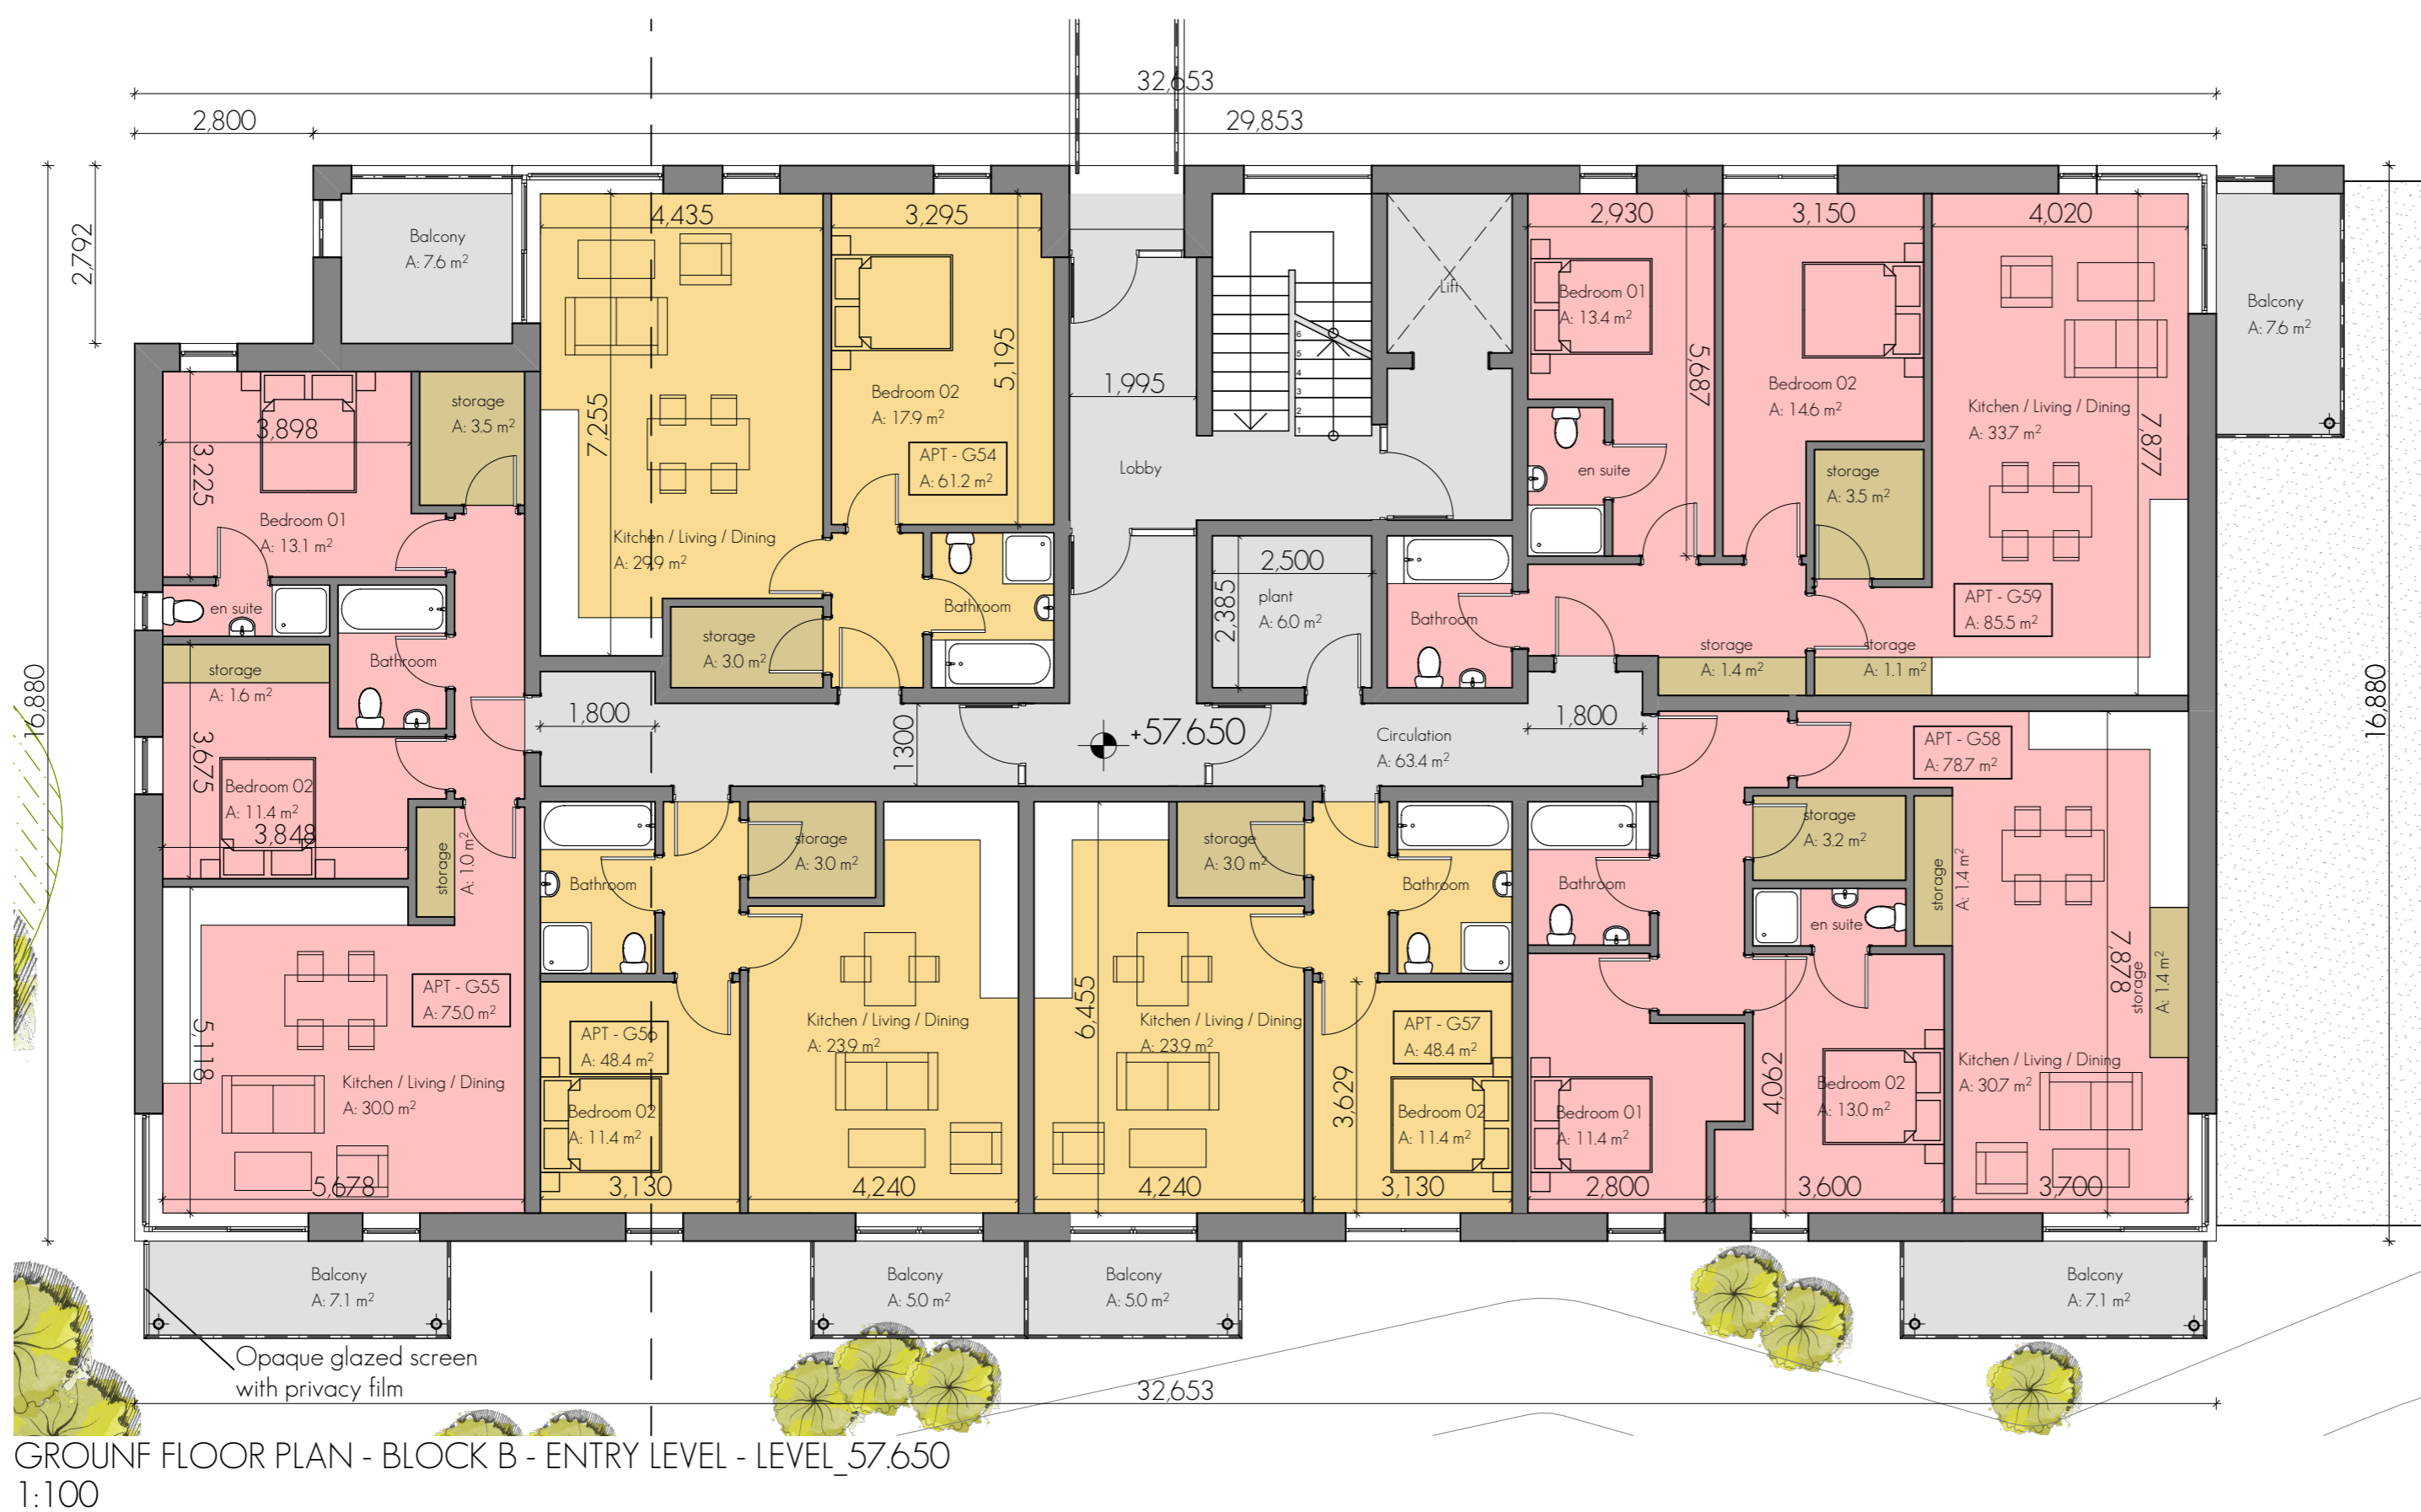 32,653
2,800
29,853
2,792
16,880
16,880
Balcony
A: 7.6 m²
4,435
7,255
Kitchen / Living / Dining
A: 29.9 m²
3,295
5,195
Bedroom 02
A: 17.9 m²
APT - G54
A: 61.2 m²
Bathroom
storage
A: 3.0 m²
1,995
Lobby
6
5
4
3
2
1
Lift
2,500
2,385
plant
A: 6.0 m²
Bathroom
2,930
Bedroom 01
A: 13.4 m²
5,687
en suite
3,150
Bedroom 02
A: 14.6 m²
storage
A: 3.5 m²
4,020
Kitchen / Living / Dining
A: 33.7 m²
7,877
APT - G59
A: 85.5 m²
storage
A: 1.4 m²
storage
A: 1.1 m²
Balcony
A: 7.6 m²
3,898
3,225
Bedroom 01
A: 13.1 m²
storage
A: 3.5 m²
en suite
Bathroom
storage
A: 1.6 m²
3,675
Bedroom 02
A: 11.4 m²
3,848
storage
A: 1.0 m²
APT - G55
A: 75.0 m²
5,118
Kitchen / Living / Dining
A: 30.0 m²
5,678
1,800
1300
+57.650
Circulation
A: 63.4 m²
1,800
Bathroom
storage
A: 3.0 m²
APT - G56
A: 48.4 m²
Bedroom 02
A: 11.4 m²
3,130
Kitchen / Living / Dining
A: 23.9 m²
4,240
storage
A: 3.0 m²
6,455
Kitchen / Living / Dining
A: 23.9 m²
4,240
Bathroom
APT - G57
A: 48.4 m²
3,629
Bedroom 02
A: 11.4 m²
3,130
Bathroom
Bedroom 01
A: 11.4 m²
2,800
storage
A: 3.2 m²
en suite
4,062
Bedroom 02
A: 13.0 m²
3,600
APT - G58
A: 78.7 m²
storage
A: 1.4 m²
7,878
storage
A: 1.4 m²
Kitchen / Living / Dining
A: 30.7 m²
3,700
Balcony
A: 7.1 m²
Balcony
A: 5.0 m²
Balcony
A: 5.0 m²
Balcony
A: 7.1 m²
Opaque glazed screen
with privacy film
32,653
GROUNF FLOOR PLAN - BLOCK B - ENTRY LEVEL - LEVEL_57.650
1:100